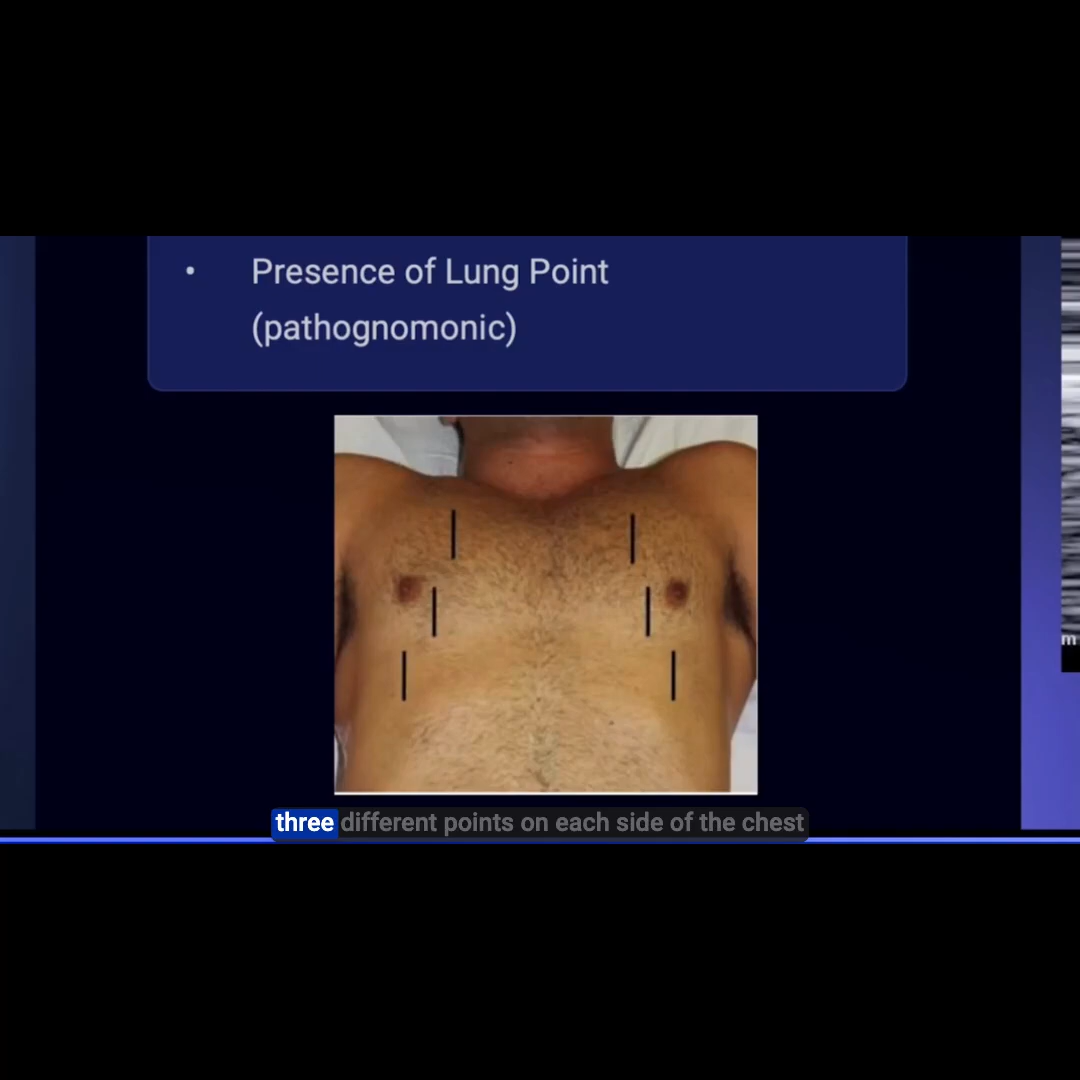 • Presence of Lung Point
(pathognomonic)
m
three different points on each side of the chest